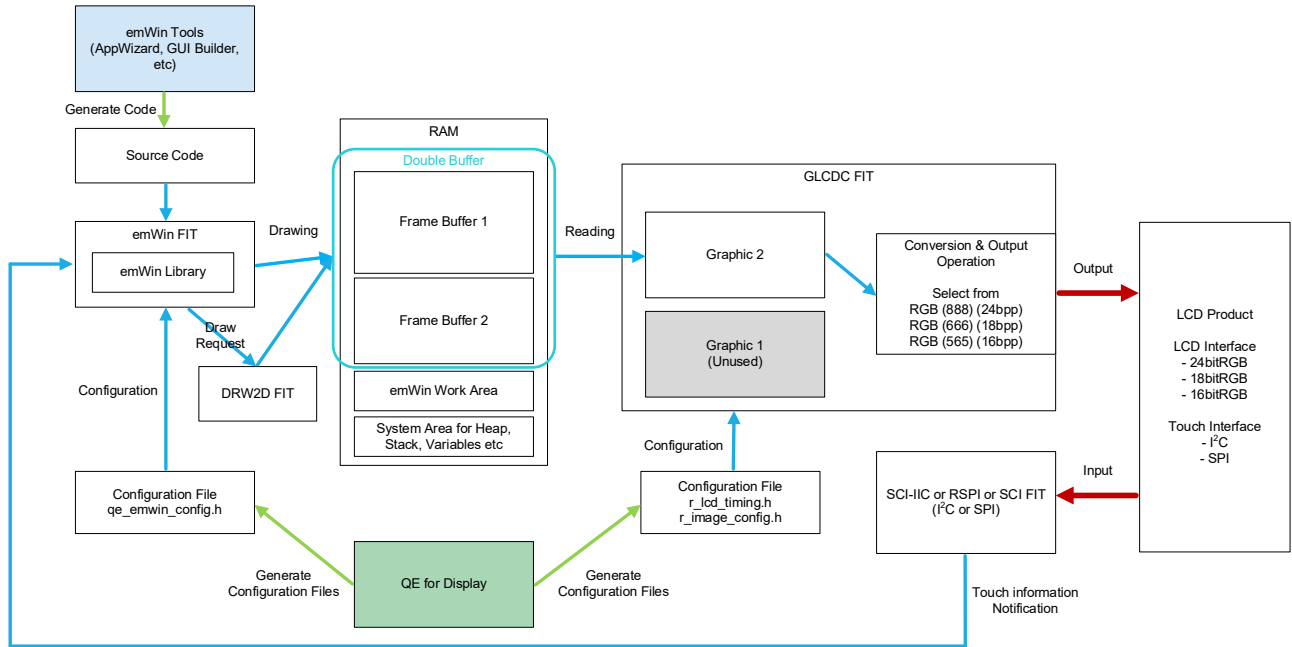 emWin Tools
(AppWizard, GUI Builder,
etc)
Generate Code
Source Code
emWin FIT
emWin Library
Drawing
Draw
Request
DRW2D FIT
Configuration
Configuration File
qe_emwin_config.h
RAM
Double Buffer
Frame Buffer 1
Frame Buffer 2
emWin Work Area
System Area for Heap,
Stack, Variables etc
Reading
GLCDC FIT
Graphic 2
Graphic 1
(Unused)
Conversion & Output
Operation
Select from
RGB (888) (24bpp)
RGB (666) (18bpp)
RGB (565) (16bpp)
Output
LCD Product
LCD Interface
- 24bitRGB
- 18bitRGB
- 16bitRGB
Touch Interface
- I²C
- SPI
Input
SCI-IIC or RSPI or SCI FIT
(I²C or SPI)
Configuration
Configuration File
r_lcd_timing.h
r_image_config.h
QE for Display
Generate
Configuration Files
Generate
Configuration Files
Touch information
Notification